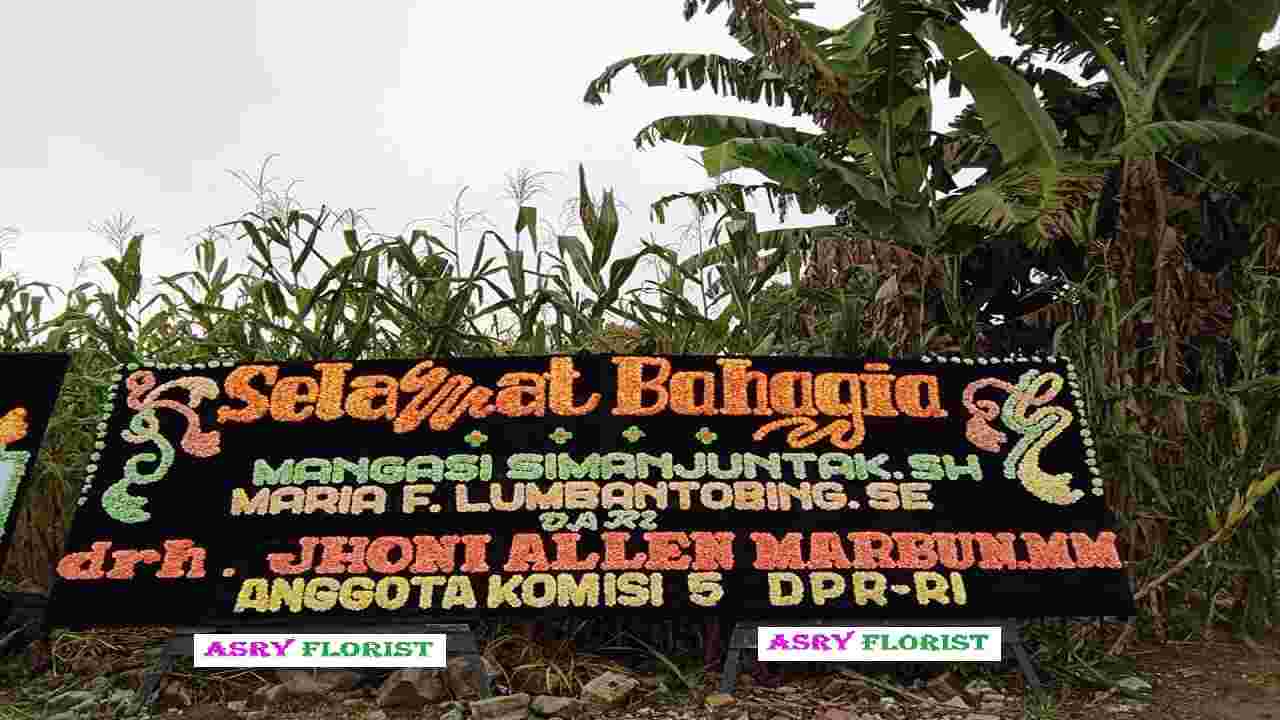 Selamat Bahagia
MANGASI SIMANJUNTAK.SH
MARIA F. LUMBANTOBING.SE
DARI
drh. JHONI ALLEN MARBUN.MM
ANGGOTA KOMISI 5 DPR-RI
ASRY FLORIST
ASRY FLORIST